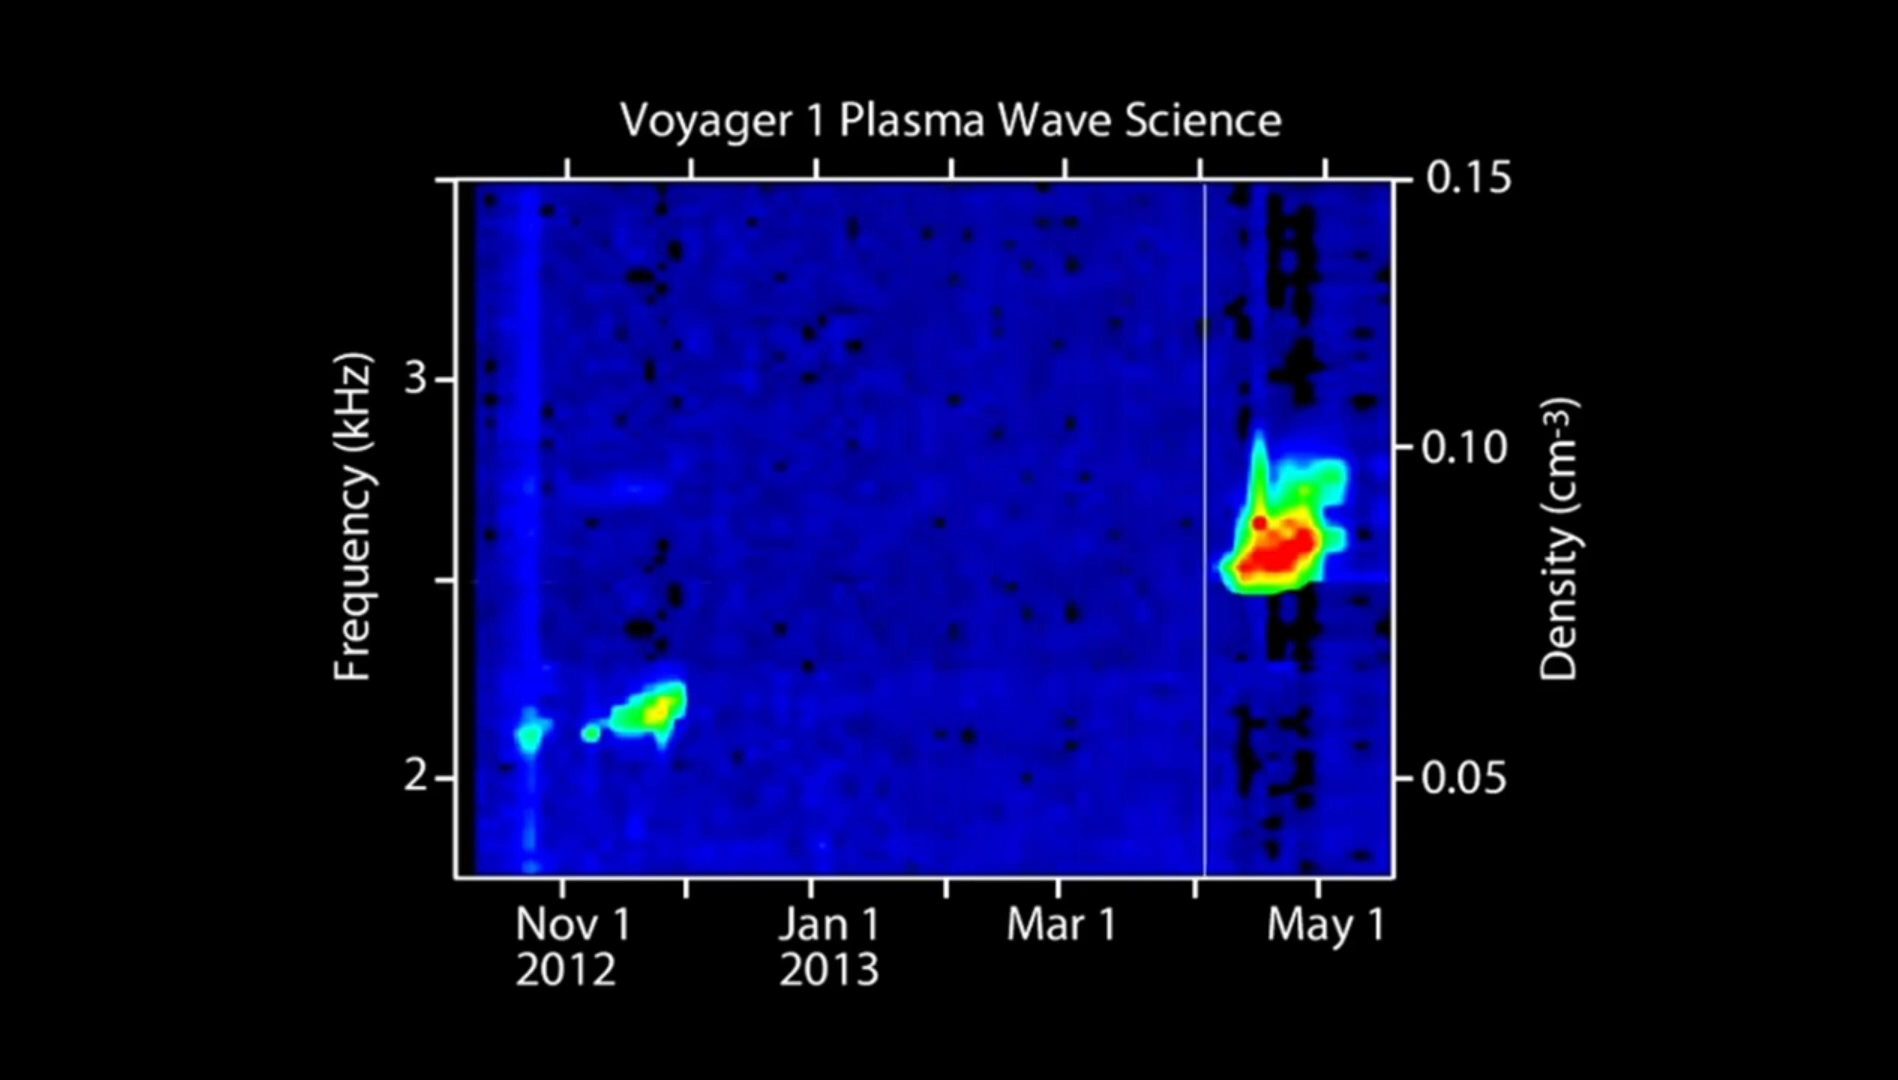 Voyager 1 Plasma Wave Science
0.15
3
0.10
Frequency (kHz)
Density (cm-3)
2
0.05
Nov 1
2012
Jan 1
2013
Mar 1
May 1